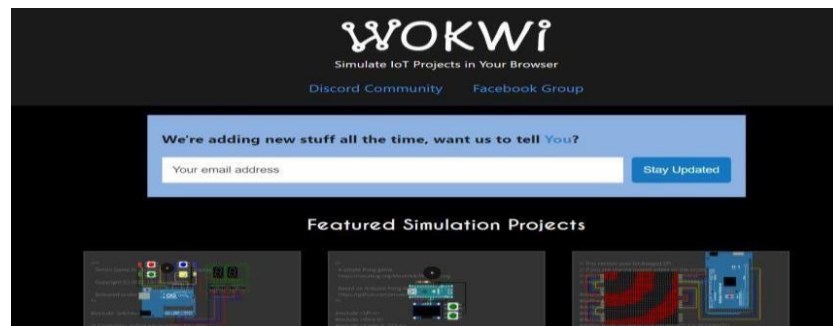 WOKWi
Simulate IoT Projects in Your Browser
Discord Community Facebook Group
We're adding new stuff all the time, want us to tell You?
Your email address
Stay Updated
Featured Simulation Projects